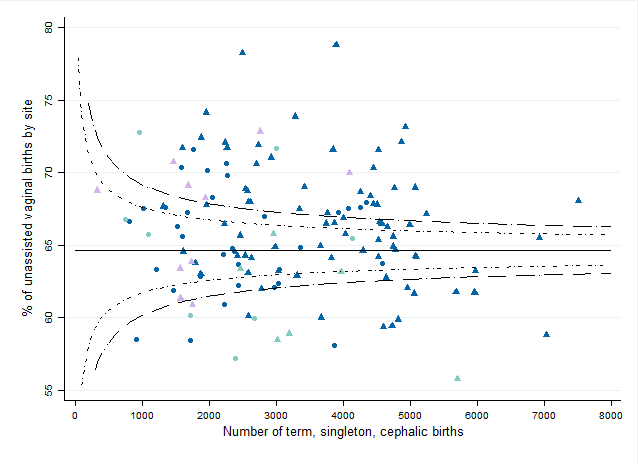 % of unassisted vaginal births by site
80
75
70
65
60
55
0 1000 2000 3000 4000 5000 6000 7000 8000
Number of term, singleton, cephalic births